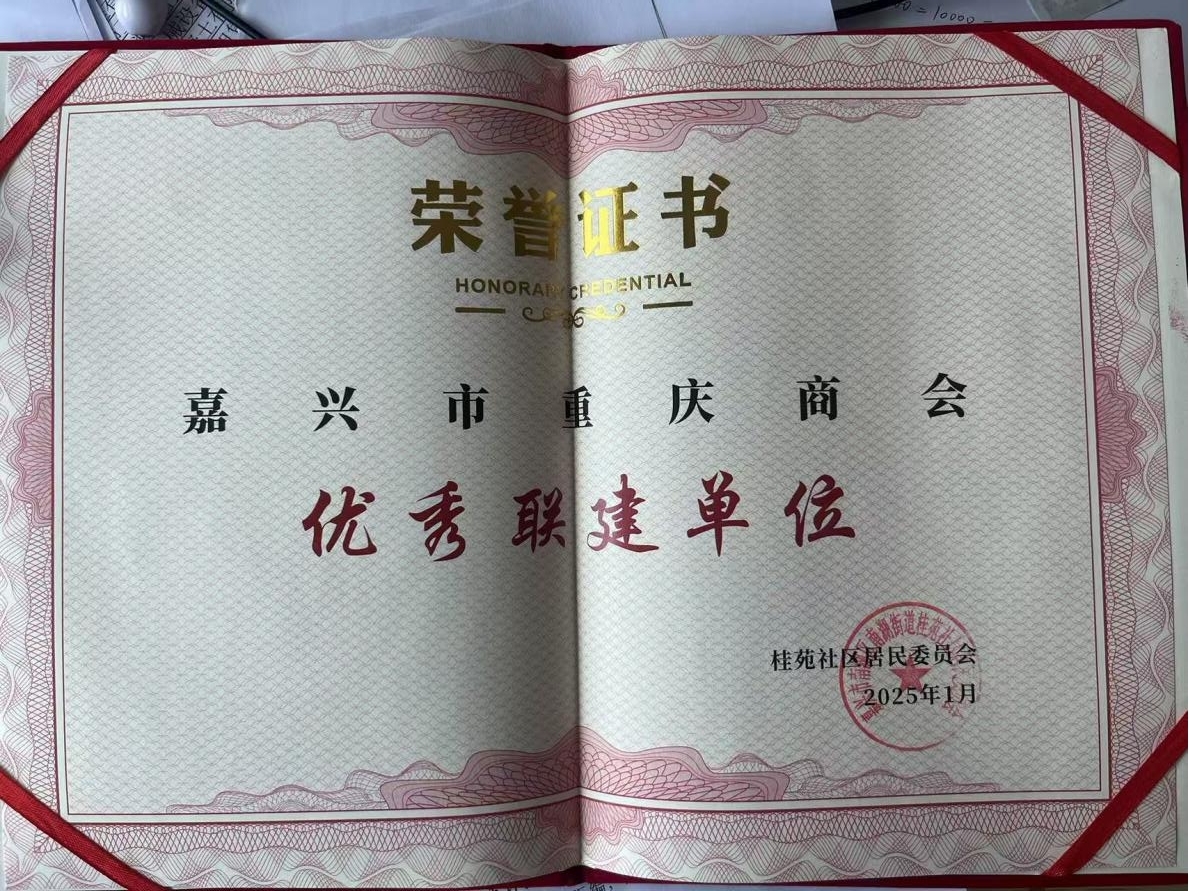 荣誉证书
HONORARY CREDENTIAL
嘉兴市重庆商会
优秀联建单位
桂苑社区居民委员会
2025年1月